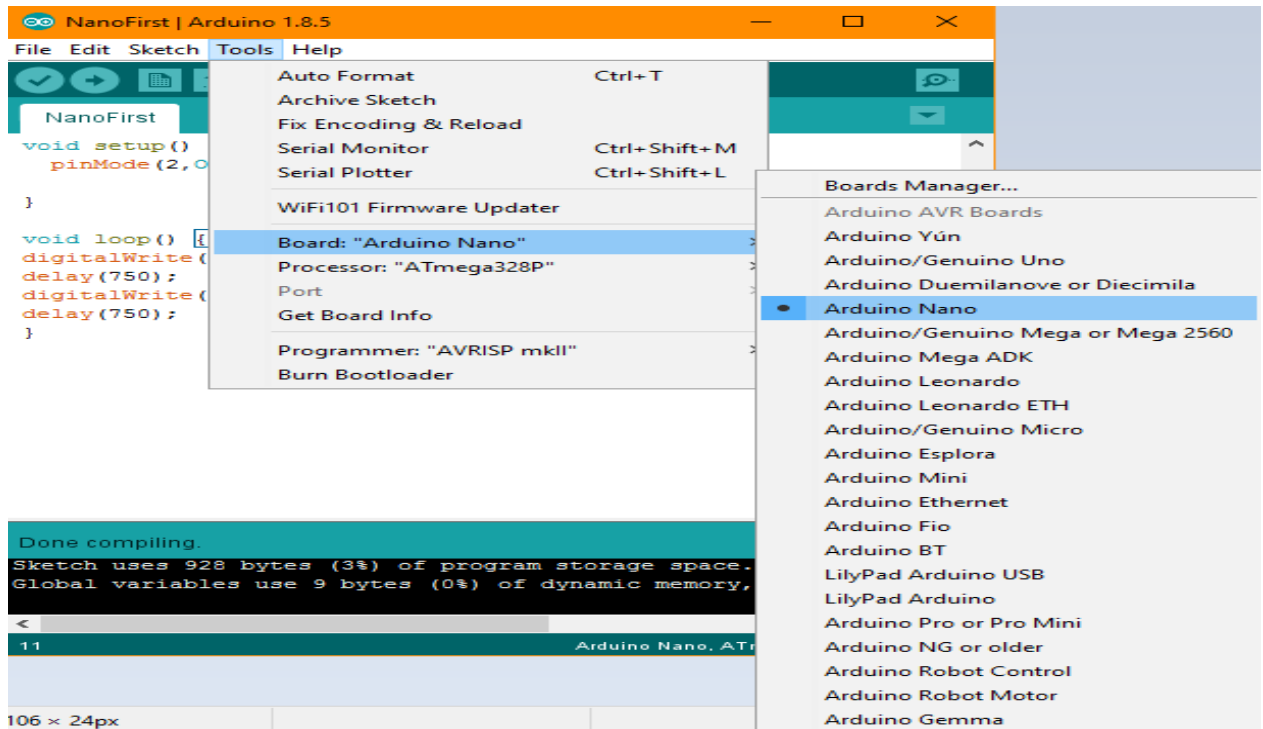 NanoFirst | Arduino 1.8.5
File Edit Sketch Tools Help
NanoFirst
void setup()
pinMode(2,O
}
void loop() {
digitalWrite(
delay(750);
digitalWrite(
delay(750);
}
Auto Format Ctrl+T
Archive Sketch
Fix Encoding & Reload
Serial Monitor Ctrl+Shift+M
Serial Plotter Ctrl+Shift+L
WiFi101 Firmware Updater
Board: "Arduino Nano"
Processor: "ATmega328P"
Port
Get Board Info
Programmer: "AVRISP mkII"
Burn Bootloader
Boards Manager...
Arduino AVR Boards
Arduino Yún
Arduino/Genuino Uno
Arduino Duemilanove or Diecimila
Arduino Nano
Arduino/Genuino Mega or Mega 2560
Arduino Mega ADK
Arduino Leonardo
Arduino Leonardo ETH
Arduino/Genuino Micro
Arduino Esplora
Arduino Mini
Arduino Ethernet
Arduino Fio
Arduino BT
LilyPad Arduino USB
LilyPad Arduino
Arduino Pro or Pro Mini
Arduino NG or older
Arduino Robot Control
Arduino Robot Motor
Arduino Gemma
Done compiling.
Sketch uses 928 bytes (3%) of program storage space.
Global variables use 9 bytes (0%) of dynamic memory,
11 Arduino Nano, ATr
106 × 24px